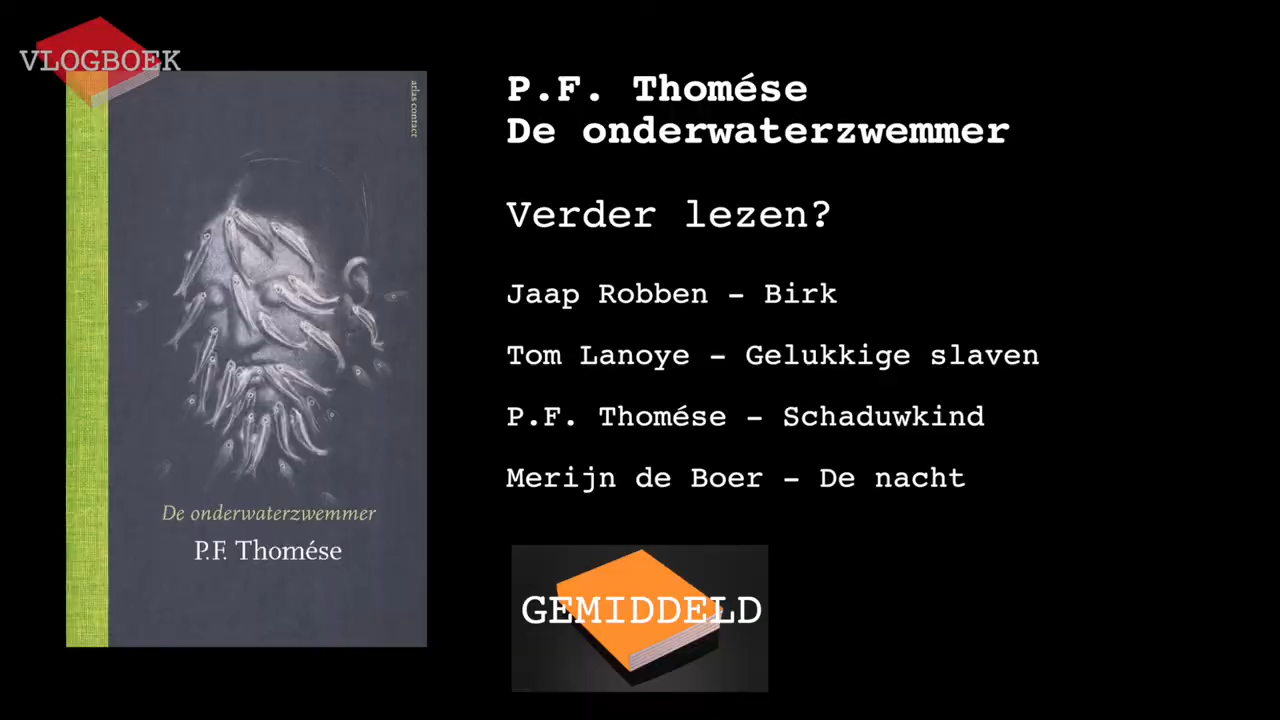 VLOGBOEK
atlas contact
De onderwaterzwemmer
P.F. Thomése
P.F. Thomése
De onderwaterzwemmer
Verder lezen?
Jaap Robben – Birk
Tom Lanoye – Gelukkige slaven
P.F. Thomése – Schaduwkind
Merijn de Boer – De nacht
GEMIDDELD